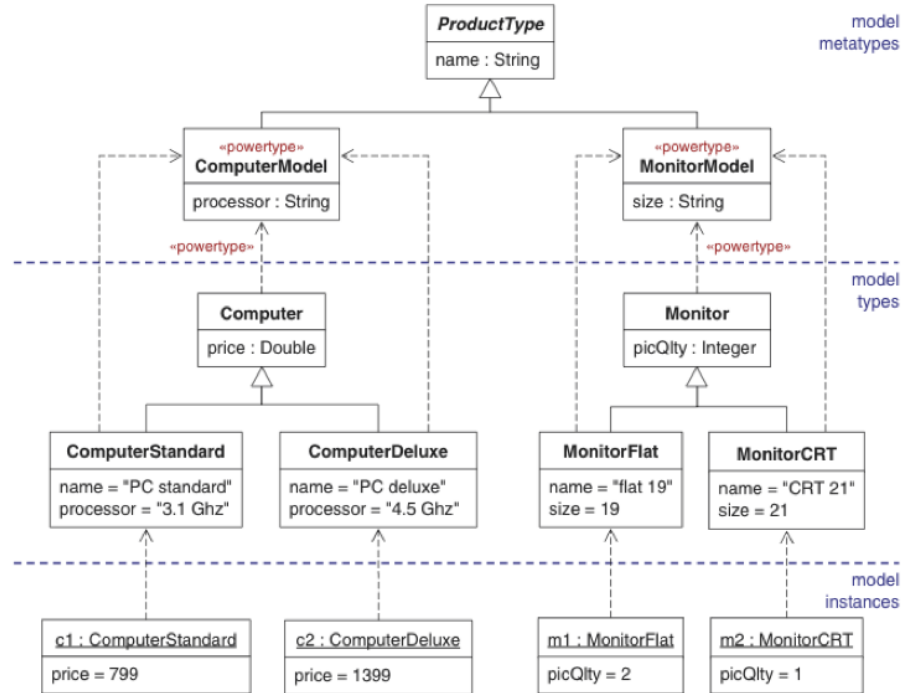 ProductType
model
metatypes
name : String
«powertype»
ComputerModel
processor : String
«powertype»
MonitorModel
size : String
«powertype»
«powertype»
model
types
Computer
price : Double
Monitor
picQlty : Integer
ComputerStandard
name = "PC standard"
processor = "3.1 Ghz"
ComputerDeluxe
name = "PC deluxe"
processor = "4.5 Ghz"
MonitorFlat
name = "flat 19"
size = 19
MonitorCRT
name = "CRT 21"
size = 21
model
instances
c1 : ComputerStandard
price = 799
c2 : ComputerDeluxe
price = 1399
m1 : MonitorFlat
picQlty = 2
m2 : MonitorCRT
picQlty = 1